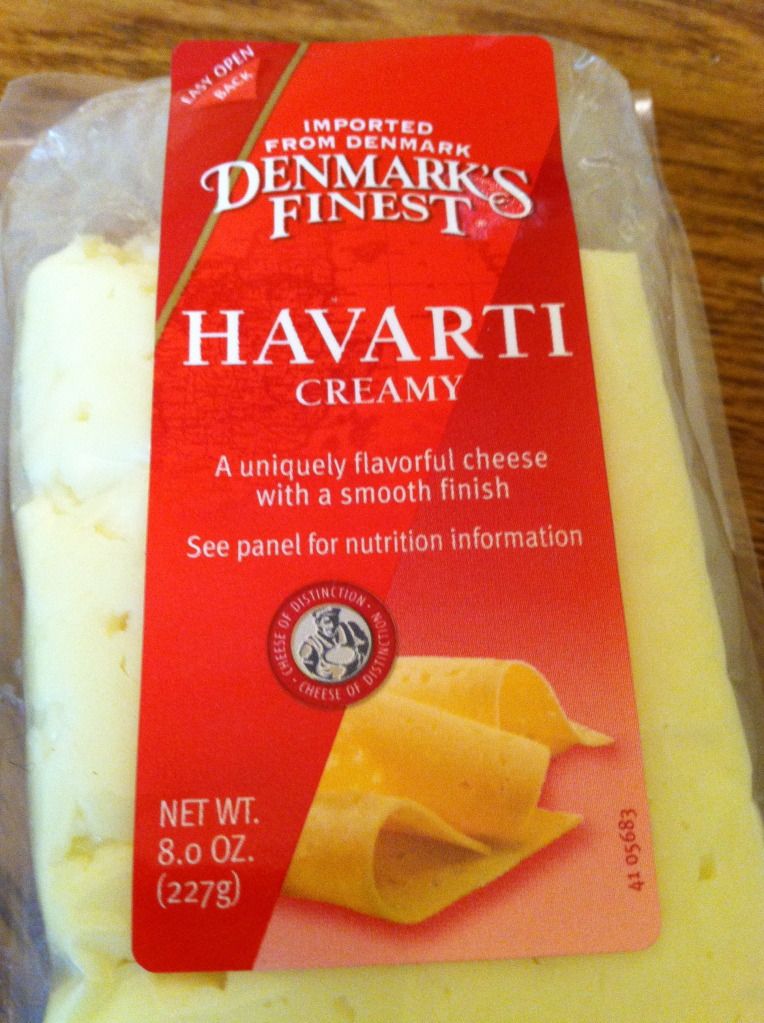 EASY OPEN
BACK
IMPORTED
FROM DENMARK
DENMARK'S
FINEST
HAVARTI
CREAMY
A uniquely flavorful cheese
with a smooth finish
See panel for nutrition information
CHEESE OF DISTINCTION · CHEESE OF DISTINCTION ·
NET WT.
8.0 OZ.
(227g)
41 05683